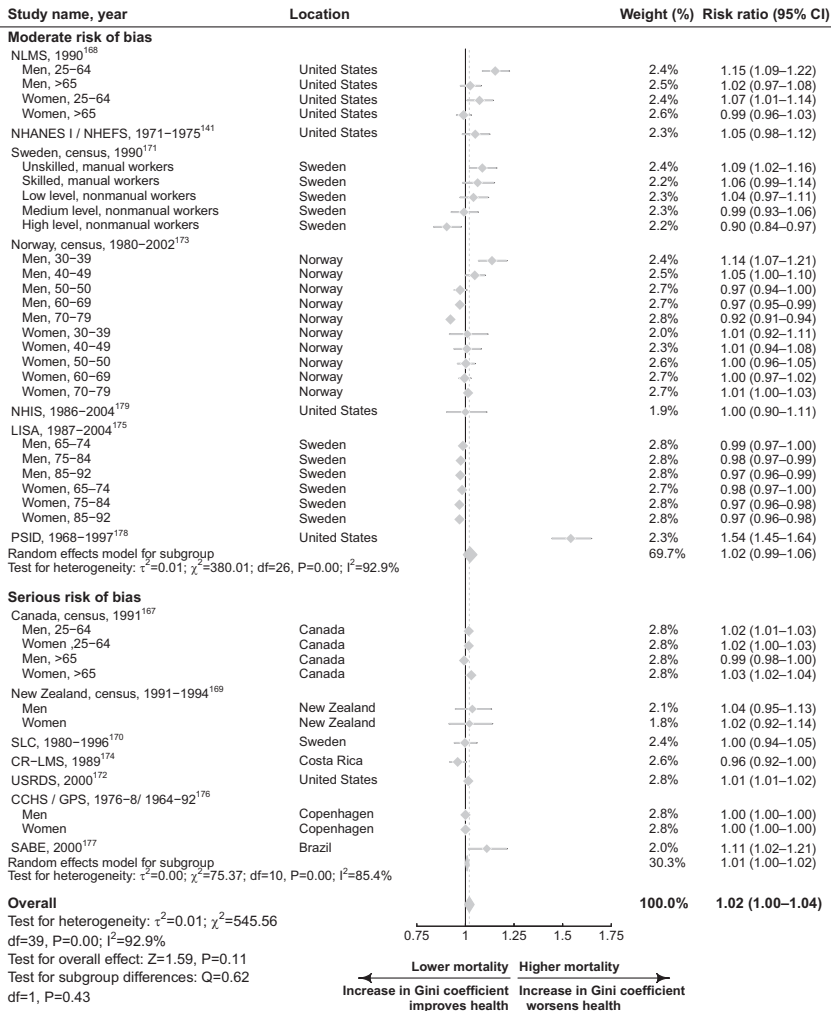 Study name, year Location Weight (%) Risk ratio (95% CI)
Moderate risk of bias
NLMS, 1990168
Men, 25−64 United States 2.4% 1.15 (1.09–1.22)
Men, >65 United States 2.5% 1.02 (0.97–1.08)
Women, 25−64 United States 2.4% 1.07 (1.01–1.14)
Women, >65 United States 2.6% 0.99 (0.96–1.03)
NHANES I / NHEFS, 1971−1975141 United States 2.3% 1.05 (0.98–1.12)
Sweden, census, 1990171
Unskilled, manual workers Sweden 2.4% 1.09 (1.02–1.16)
Skilled, manual workers Sweden 2.2% 1.06 (0.99–1.14)
Low level, nonmanual workers Sweden 2.3% 1.04 (0.97–1.11)
Medium level, nonmanual workers Sweden 2.3% 0.99 (0.93–1.06)
High level, nonmanual workers Sweden 2.2% 0.90 (0.84–0.97)
Norway, census, 1980−2002173
Men, 30−39 Norway 2.4% 1.14 (1.07–1.21)
Men, 40−49 Norway 2.5% 1.05 (1.00–1.10)
Men, 50−50 Norway 2.7% 0.97 (0.94–1.00)
Men, 60−69 Norway 2.7% 0.97 (0.95–0.99)
Men, 70−79 Norway 2.8% 0.92 (0.91–0.94)
Women, 30−39 Norway 2.0% 1.01 (0.92–1.11)
Women, 40−49 Norway 2.3% 1.01 (0.94–1.08)
Women, 50−50 Norway 2.6% 1.00 (0.96–1.05)
Women, 60−69 Norway 2.7% 1.00 (0.97–1.02)
Women, 70−79 Norway 2.7% 1.01 (1.00–1.03)
NHIS, 1986−2004179 United States 1.9% 1.00 (0.90–1.11)
LISA, 1987−2004175
Men, 65–74 Sweden 2.8% 0.99 (0.97–1.00)
Men, 75−84 Sweden 2.8% 0.98 (0.97–0.99)
Men, 85−92 Sweden 2.8% 0.97 (0.96–0.99)
Women, 65–74 Sweden 2.7% 0.98 (0.97–1.00)
Women, 75−84 Sweden 2.8% 0.97 (0.96–0.98)
Women, 85−92 Sweden 2.8% 0.97 (0.96–0.98)
PSID, 1968−1997178 United States 2.3% 1.54 (1.45–1.64)
Random effects model for subgroup 69.7% 1.02 (0.99–1.06)
Test for heterogeneity: τ2=0.01; χ2=380.01; df=26, P=0.00; I2=92.9%
Serious risk of bias
Canada, census, 1991167
Men, 25−64 Canada 2.8% 1.02 (1.01–1.03)
Women ,25−64 Canada 2.8% 1.02 (1.00–1.03)
Men, >65 Canada 2.8% 0.99 (0.98–1.00)
Women, >65 Canada 2.8% 1.03 (1.02–1.04)
New Zealand, census, 1991−1994169
Men New Zealand 2.1% 1.04 (0.95–1.13)
Women New Zealand 1.8% 1.02 (0.92–1.14)
SLC, 1980−1996170 Sweden 2.4% 1.00 (0.94–1.05)
CR−LMS, 1989174 Costa Rica 2.6% 0.96 (0.92–1.00)
USRDS, 2000172 United States 2.8% 1.01 (1.01–1.02)
CCHS / GPS, 1976−8/ 1964−92176
Men Copenhagen 2.8% 1.00 (1.00–1.00)
Women Copenhagen 2.8% 1.00 (1.00–1.00)
SABE, 2000177 Brazil 2.0% 1.11 (1.02–1.21)
Random effects model for subgroup 30.3% 1.01 (1.00–1.02)
Test for heterogeneity: τ2=0.00; χ2=75.37; df=10, P=0.00; I2=85.4%
Overall 100.0% 1.02 (1.00–1.04)
Test for heterogeneity: τ2=0.01; χ2=545.56
df=39, P=0.00; I2=92.9%
Test for overall effect: Z=1.59, P=0.11
Test for subgroup differences: Q=0.62
df=1, P=0.43
0.75 1 1.25 1.5 1.75
Lower mortality Higher mortality
Increase in Gini coefficient Increase in Gini coefficient
improves health worsens health